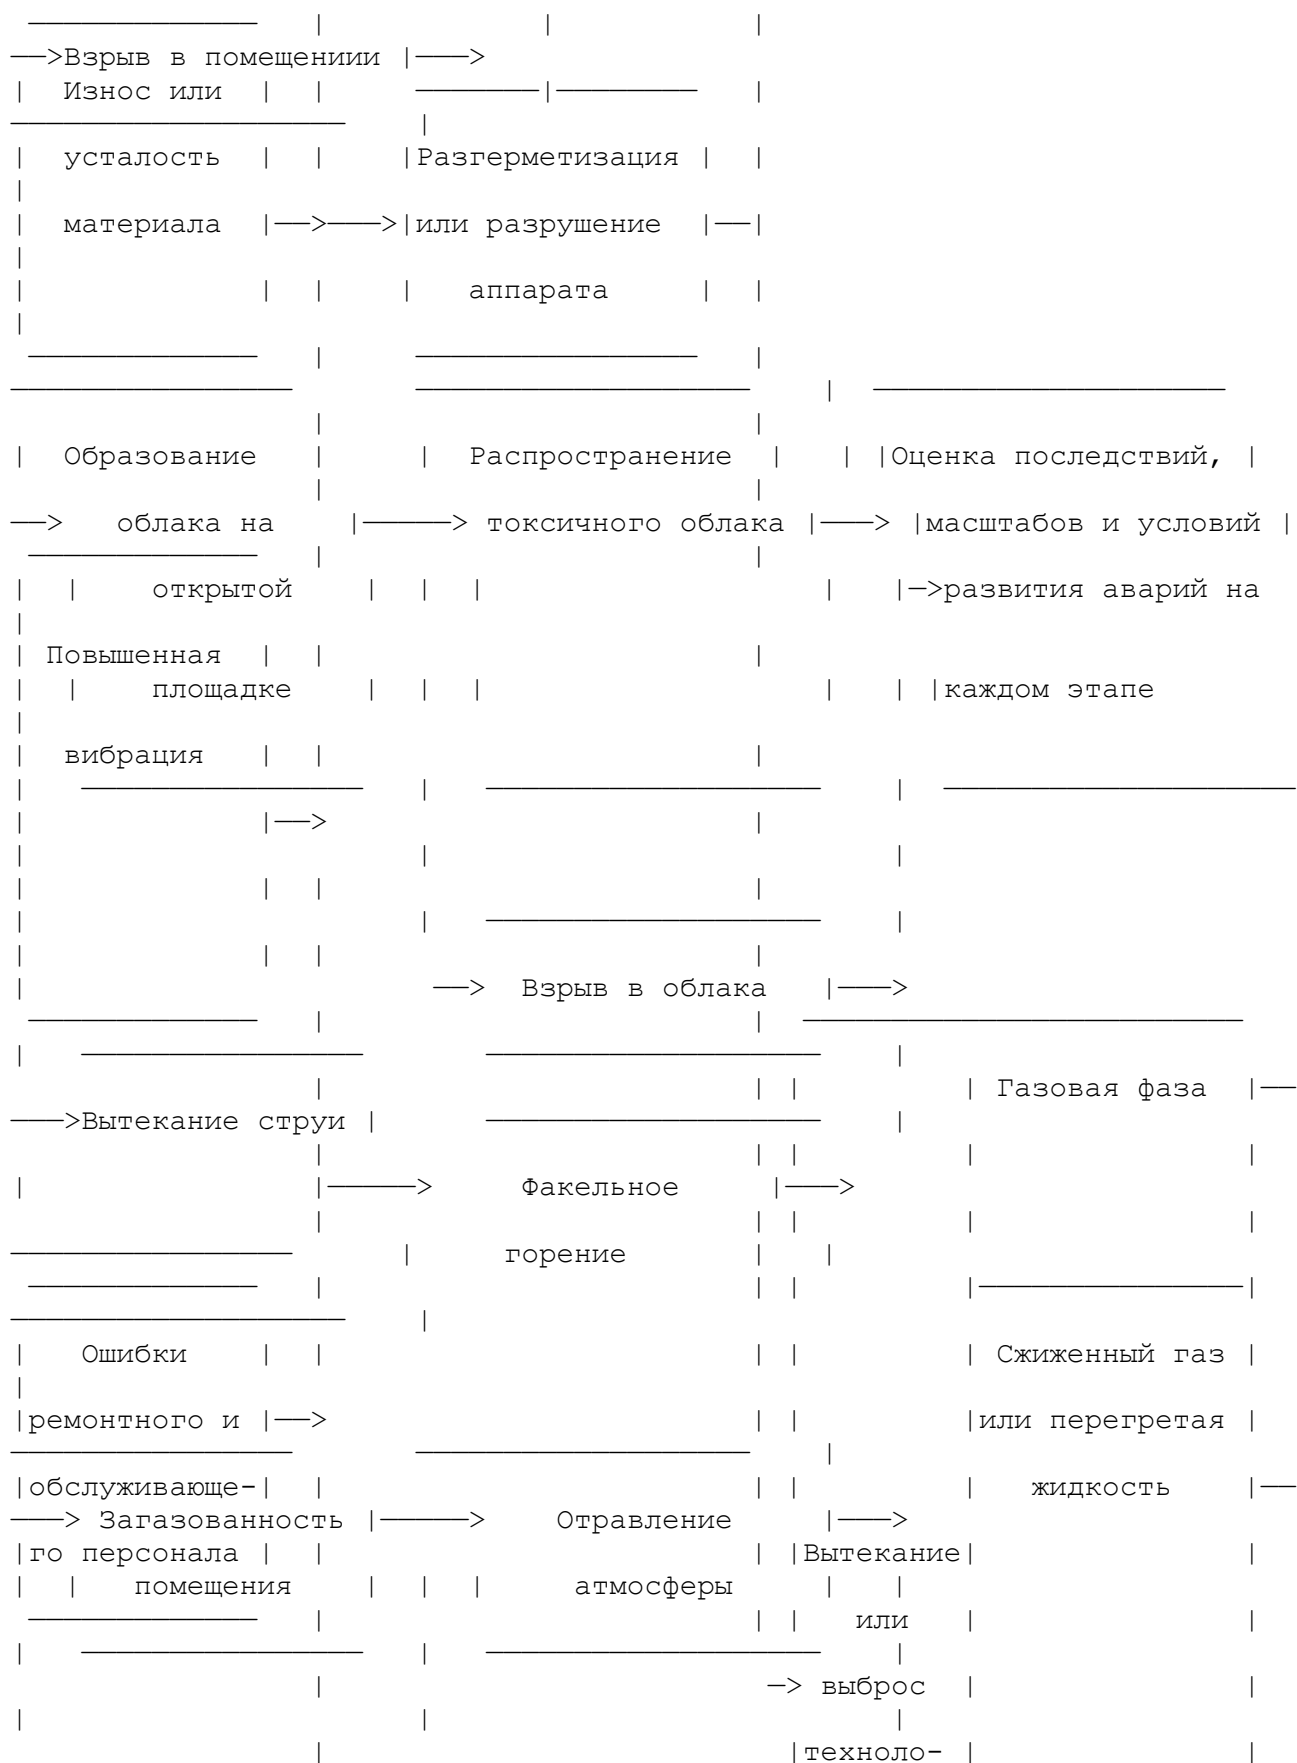 Взрыв в помещениии
Износ или
усталость Разгерметизация
материала или разрушение
аппарата
Образование Распространение Оценка последствий,
облака на токсичного облака масштабов и условий
открытой развития аварий на
Повышенная
площадке каждом этапе
вибрация
Взрыв в облака
Газовая фаза
Вытекание струи
Факельное
горение
Ошибки Сжиженный газ
ремонтного и или перегретая
обслуживающе- жидкость
Загазованность Отравление
го персонала Вытекание
помещения атмосферы
или
выброс
техноло-